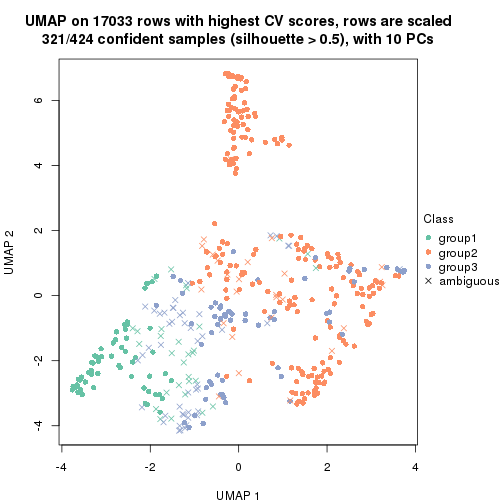 UMAP on 17033 rows with highest CV scores, rows are scaled
321/424 confident samples (silhouette > 0.5), with 10 PCs
6
4
2
0
-2
-4
UMAP 2
-4
-2
0
2
4
UMAP 1
Class
group1
group2
group3
ambiguous